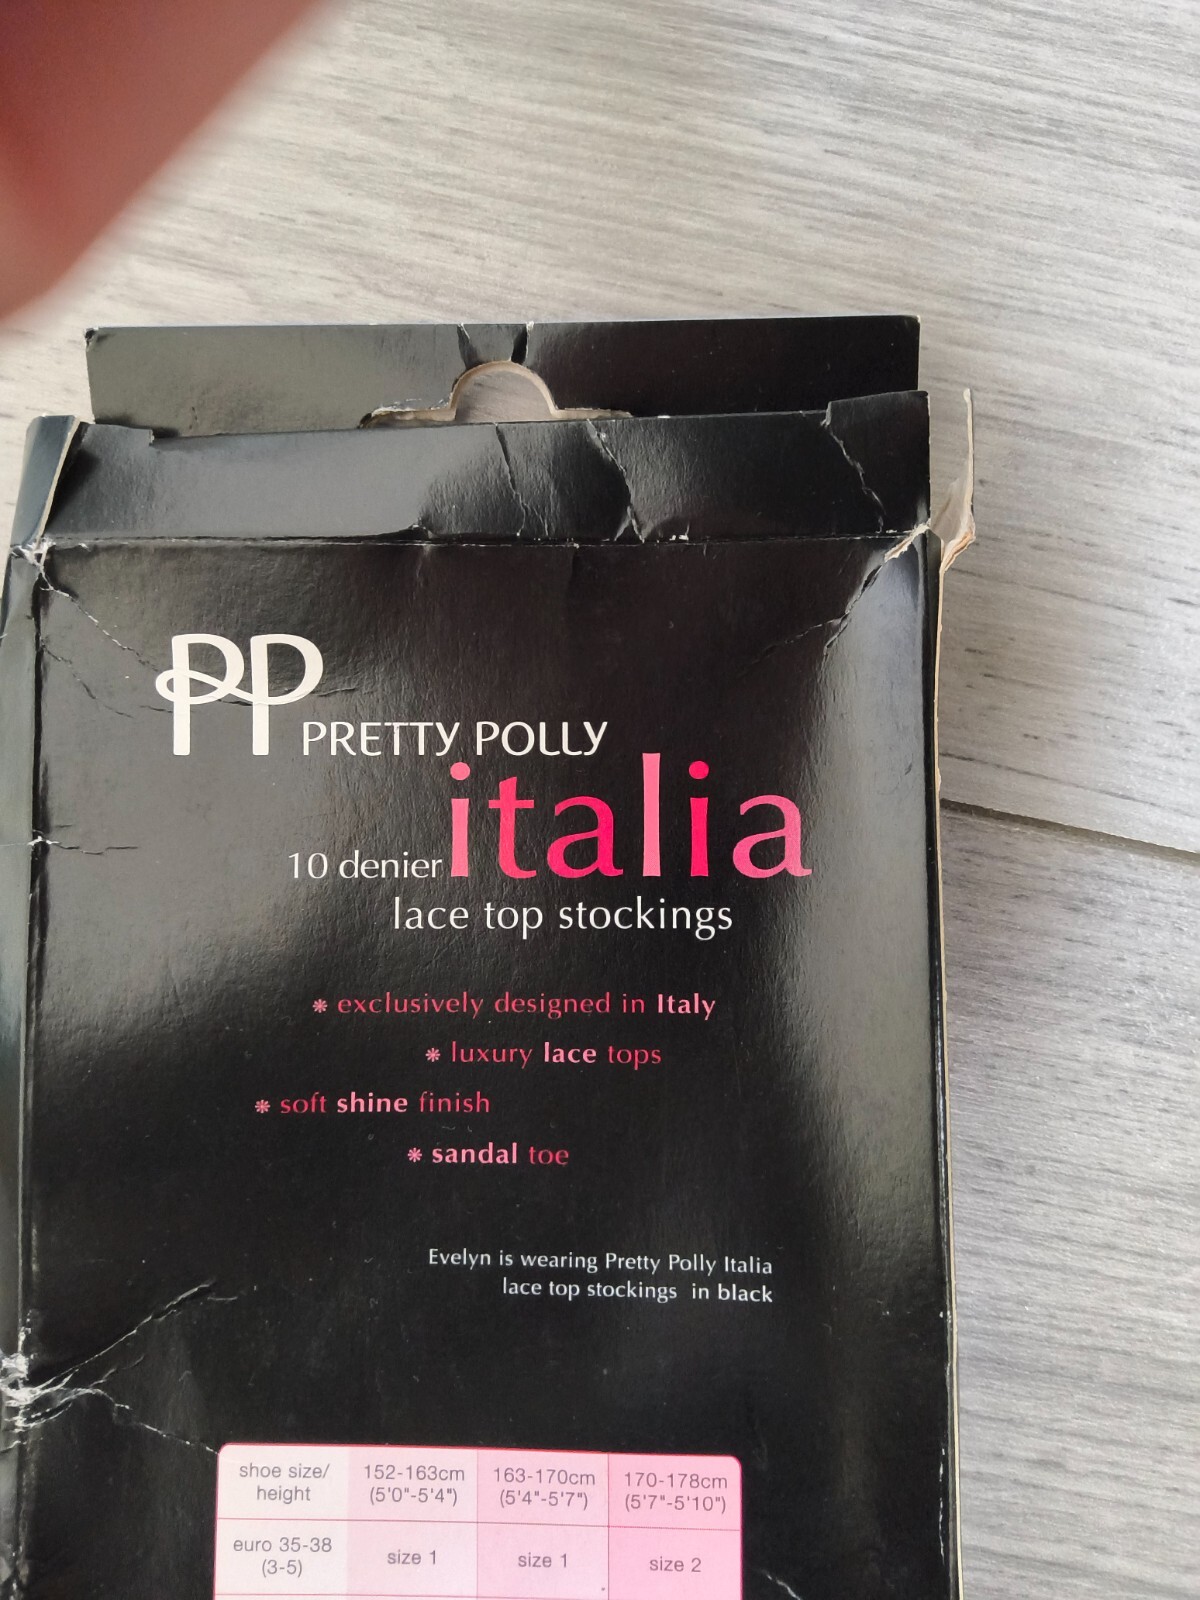 PP PRETTY POLLY
italia
10 denier
lace top stockings
* exclusively designed in Italy
* luxury lace tops
* soft shine finish
* sandal toe
Evelyn is wearing Pretty Polly Italia
lace top stockings in black
shoe size/ 152-163cm 163-170cm 170-178cm
height (5'0"-5'4") (5'4"-5'7") (5'7"-5'10")
euro 35-38 size 1 size 1 size 2
(3-5)